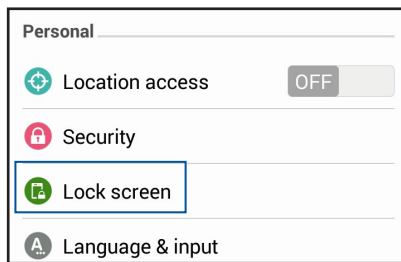 Personal
Location access OFF
Security
Lock screen
A
Language & input